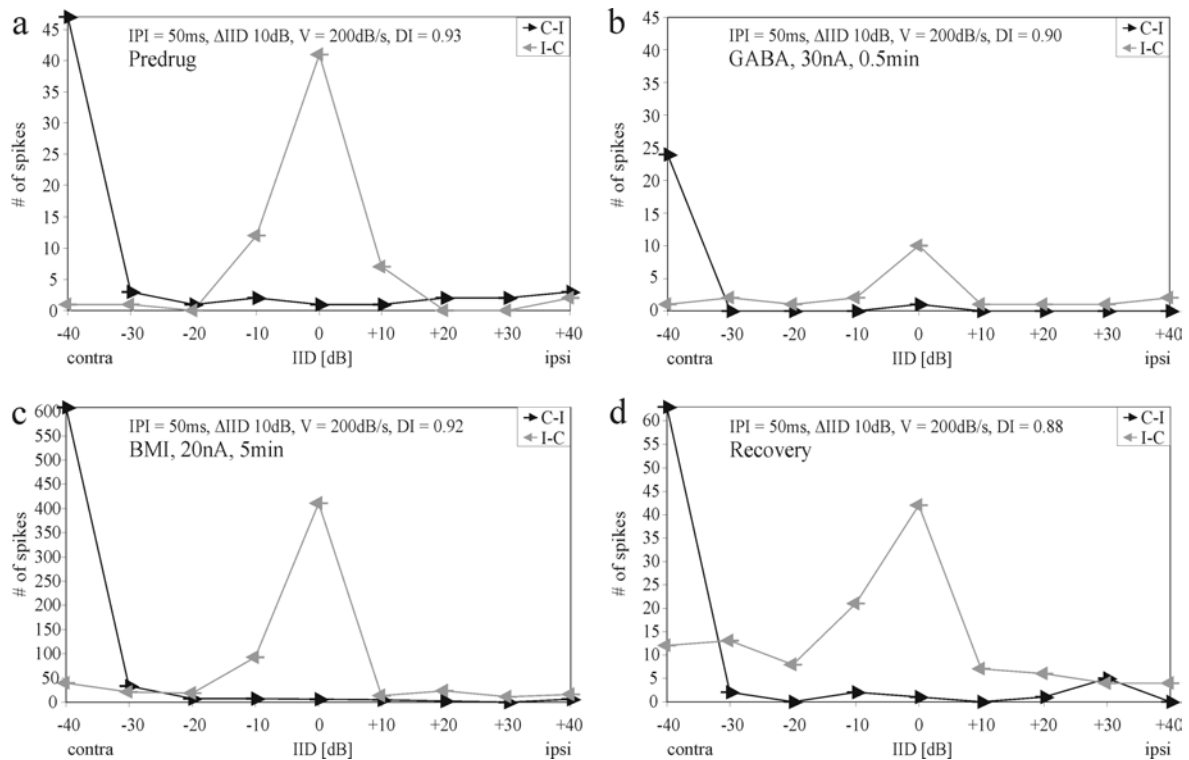 a
IPI = 50ms, ΔIID 10dB, V = 200dB/s, DI = 0.93
Predrug
C-I
I-C
# of spikes
45
40
35
30
25
20
15
10
5
0
-40 -30 -20 -10 0 +10 +20 +30 +40
contra IID [dB] ipsi
b
IPI = 50ms, ΔIID 10dB, V = 200dB/s, DI = 0.90
GABA, 30nA, 0.5min
C-I
I-C
# of spikes
45
40
35
30
25
20
15
10
5
0
-40 -30 -20 -10 0 +10 +20 +30 +40
contra IID [dB] ipsi
c
IPI = 50ms, ΔIID 10dB, V = 200dB/s, DI = 0.92
BMI, 20nA, 5min
C-I
I-C
# of spikes
600
550
500
450
400
350
300
250
200
150
100
50
0
-40 -30 -20 -10 0 +10 +20 +30 +40
contra IID [dB] ipsi
d
IPI = 50ms, ΔIID 10dB, V = 200dB/s, DI = 0.88
Recovery
C-I
I-C
# of spikes
60
55
50
45
40
35
30
25
20
15
10
5
0
-40 -30 -20 -10 0 +10 +20 +30 +40
contra IID [dB] ipsi